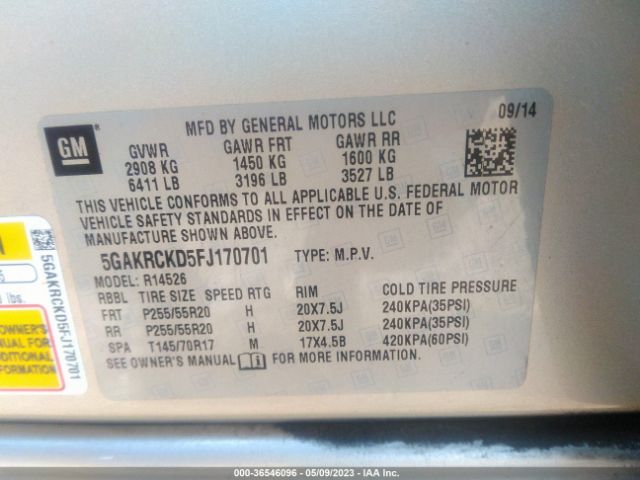 MFD BY GENERAL MOTORS LLC
09/14
GM
GVWR GAWR FRT GAWR RR
2908 KG 1450 KG 1600 KG
6411 LB 3196 LB 3527 LB
THIS VEHICLE CONFORMS TO ALL APPLICABLE U.S. FEDERAL MOTOR
VEHICLE SAFETY STANDARDS IN EFFECT ON THE DATE OF
MANUFACTURE SHOWN ABOVE.
5GAKRCKD5FJ170701 TYPE: M.P.V.
MODEL: R14526
RBBL TIRE SIZE SPEED RTG RIM COLD TIRE PRESSURE
FRT P255/55R20 H 20X7.5J 240KPA(35PSI)
RR P255/55R20 H 20X7.5J 240KPA(35PSI)
SPA T145/70R17 M 17X4.5B 420KPA(60PSI)
SEE OWNER'S MANUAL
5GAKRCKD5FJ170701
lbs.
OWNER'S
MANUAL FOR
000-36546096 - 05/09/2023 - IAA Inc.